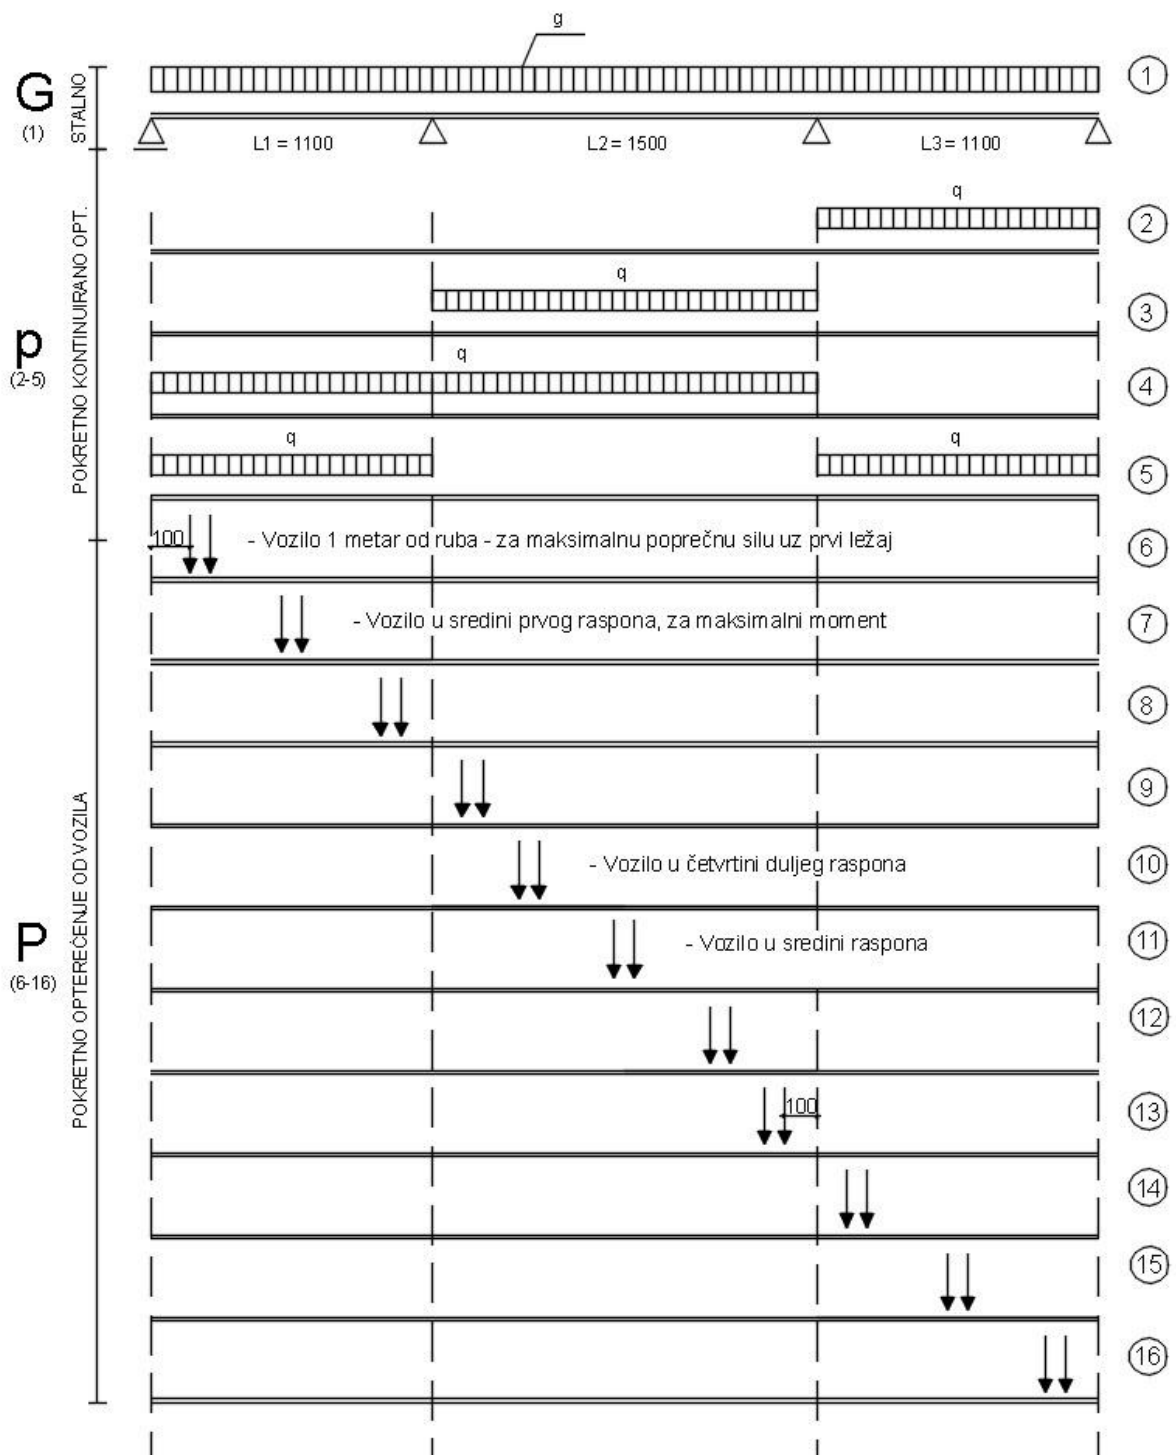 g
G
(1)
STALNO
1
L1 = 1100
L2 = 1500
L3 = 1100
POKRETNO KONTINUIRANO OPT.
q
2
q
3
p
(2-5)
q
4
q
q
5
100
- Vozilo 1 metar od ruba - za maksimalnu poprečnu silu uz prvi ležaj
6
- Vozilo u sredini prvog raspona, za maksimalni moment
7
8
9
POKRETNO OPTEREĆENJE OD VOZILA
- Vozilo u četvrtini duljeg raspona
10
P
(6-16)
- Vozilo u sredini raspona
11
12
100
13
14
15
16